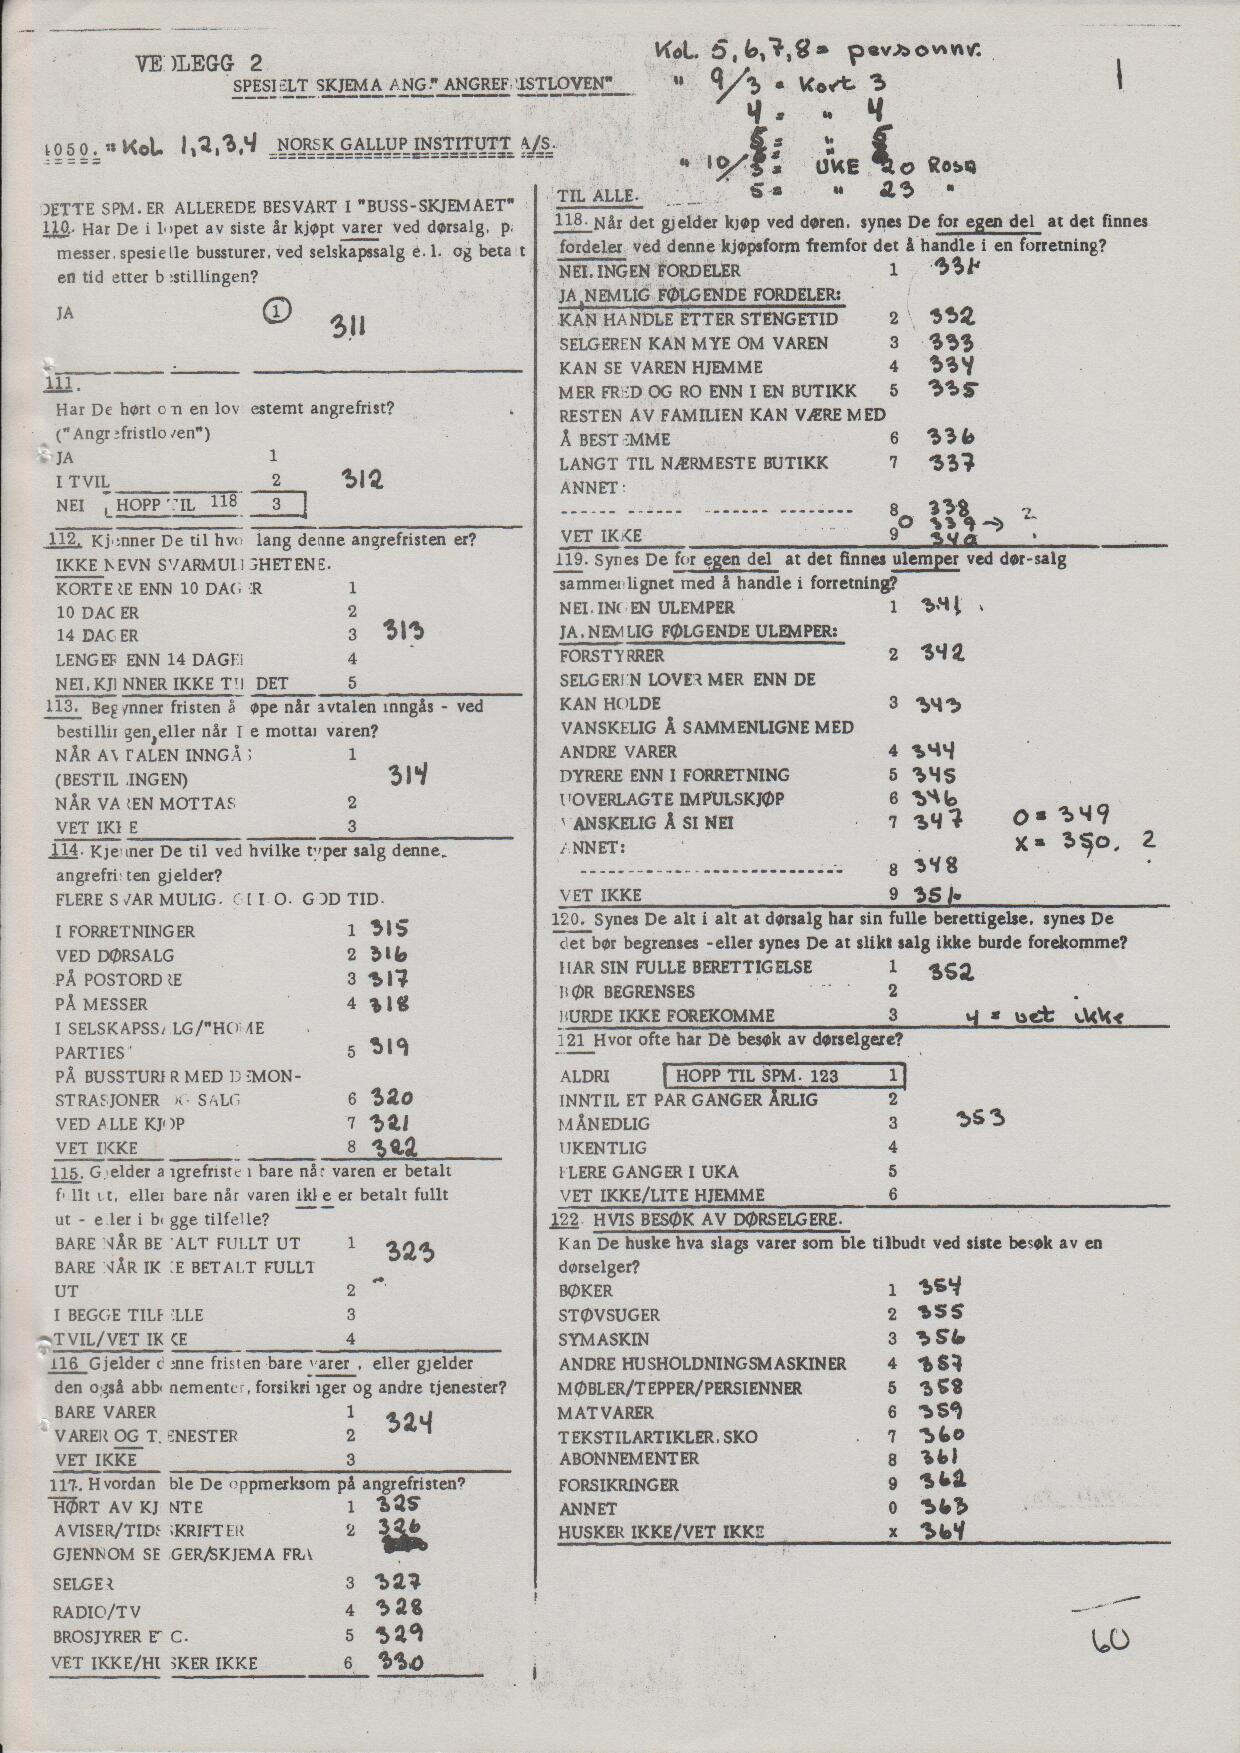 VEDLEGG 2
SPESIELT SKJEMA ANG." ANGREFRISTLOVEN"
4050. " Kol 1,2,3,4 NORSK GALLUP INSTITUTT A/S.
Kol. 5,6,7,8 = personnr.
" 9/3 = Kort 3
4 = " 4
5 = " 5
" 10/3 = UKE 20 Rosa
5 = " 23 "
1
DETTE SPM. ER ALLEREDE BESVART I "BUSS-SKJEMAET"
110. Har De i løpet av siste år kjøpt varer ved dørsalg, p.
messer, spesielle bussturer, ved selskapssalg e.l. og betalt
en tid etter bestillingen?
JA 1 311
111.
Har De hørt om en lovbestemt angrefrist?
("Angrefristloven")
JA 1
I TVIL 2 312
NEI HOPP TIL 118 3
112. Kjenner De til hvor lang denne angrefristen er?
IKKE NEVN SVARMULIGHETENE.
KORTERE ENN 10 DAGER 1
10 DAGER 2
14 DAGER 3 313
LENGER ENN 14 DAGER 4
NEI, KJENNER IKKE TIL DET 5
113. Begynner fristen å løpe når avtalen inngås - ved
bestillingen, eller når De mottar varen?
NÅR AVTALEN INNGÅS 1
(BESTILLINGEN) 314
NÅR VAREN MOTTAS 2
VET IKKE 3
114. Kjenner De til ved hvilke typer salg denne
angrefristen gjelder?
FLERE SVAR MULIG. GI I.O. GOD TID.
I FORRETNINGER 1 315
VED DØRSALG 2 316
PÅ POSTORDRE 3 317
PÅ MESSER 4 318
I SELSKAPSSALG/"HOME
PARTIES" 5 319
PÅ BUSSTURER MED DEMON-
STRASJONER OG SALG 6 320
VED ALLE KJØP 7 321
VET IKKE 8 322
115. Gjelder angrefristen bare når varen er betalt
fullt ut, eller bare når varen ikke er betalt fullt
ut - eller i begge tilfelle?
BARE NÅR BETALT FULLT UT 1 323
BARE NÅR IKKE BETALT FULLT
UT 2
I BEGGE TILFELLE 3
TVIL/VET IKKE 4
116 Gjelder denne fristen bare varer, eller gjelder
den også abbonementer, forsikringer og andre tjenester?
BARE VARER 1 324
VARER OG TJENESTER 2
VET IKKE 3
117. Hvordan ble De oppmerksom på angrefristen?
HØRT AV KJENTE 1 325
AVISER/TIDSSKRIFTER 2 326
GJENNOM SELGER/SKJEMA FRA
SELGER 3 327
RADIO/TV 4 328
BROSJYRER ETC. 5 329
VET IKKE/HUSKER IKKE 6 330
TIL ALLE.
118. Når det gjelder kjøp ved døren, synes De for egen del at det finnes
fordeler ved denne kjøpsform fremfor det å handle i en forretning?
NEI, INGEN FORDELER 1 331
JA, NEMLIG FØLGENDE FORDELER:
KAN HANDLE ETTER STENGETID 2 332
SELGEREN KAN MYE OM VAREN 3 333
KAN SE VAREN HJEMME 4 334
MER FRED OG RO ENN I EN BUTIKK 5 335
RESTEN AV FAMILIEN KAN VÆRE MED
Å BESTEMME 6 336
LANGT TIL NÆRMESTE BUTIKK 7 337
ANNET:
8 338
0 339 → 2
VET IKKE 9 340
119. Synes De for egen del at det finnes ulemper ved dør-salg
sammenlignet med å handle i forretning?
NEI, INGEN ULEMPER 1 341
JA, NEMLIG FØLGENDE ULEMPER:
FORSTYRRER 2 342
SELGEREN LOVER MER ENN DE
KAN HOLDE 3 343
VANSKELIG Å SAMMENLIGNE MED
ANDRE VARER 4 344
DYRERE ENN I FORRETNING 5 345
UOVERLAGTE IMPULSKJØP 6 346
VANSKELIG Å SI NEI 7 347 0 = 349
ANNET: x = 350. 2
8 348
VET IKKE 9 351
120. Synes De alt i alt at dørsalg har sin fulle berettigelse, synes De
det bør begrenses - eller synes De at slikt salg ikke burde forekomme?
HAR SIN FULLE BERETTIGELSE 1 352
BØR BEGRENSES 2
BURDE IKKE FOREKOMME 3 4 = vet ikke
121 Hvor ofte har De besøk av dørselgere?
ALDRI HOPP TIL SPM. 123 1
INNTIL ET PAR GANGER ÅRLIG 2
MÅNEDLIG 3 353
UKENTLIG 4
FLERE GANGER I UKA 5
VET IKKE/LITE HJEMME 6
122. HVIS BESØK AV DØRSELGERE.
Kan De huske hva slags varer som ble tilbudt ved siste besøk av en
dørselger?
BØKER 1 354
STØVSUGER 2 355
SYMASKIN 3 356
ANDRE HUSHOLDNINGSMASKINER 4 357
MØBLER/TEPPER/PERSIENNER 5 358
MATVARER 6 359
TEKSTILARTIKLER, SKO 7 360
ABONNEMENTER 8 361
FORSIKRINGER 9 362
ANNET 0 363
HUSKER IKKE/VET IKKE x 364
60